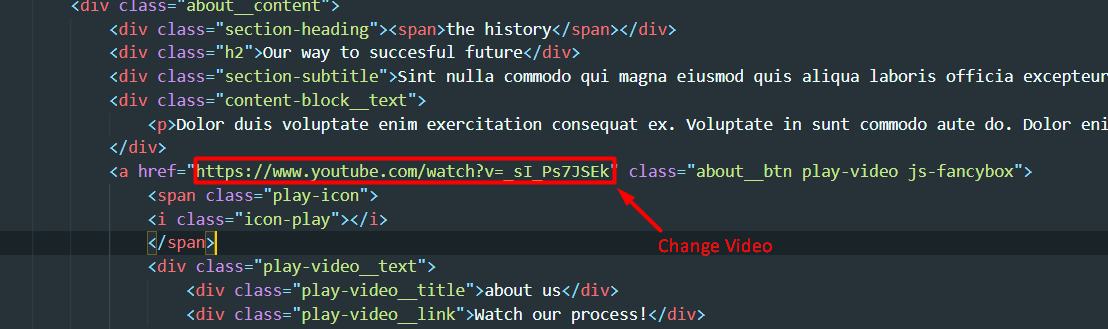 <div class="about__content">
<div class="section-heading"><span>the history</span></div>
<div class="h2">Our way to succesful future</div>
<div class="section-subtitle">Sint nulla commodo qui magna eiusmod quis aliqua laboris officia excepteur
<div class="content-block__text">
<p>Dolor duis voluptate enim exercitation consequat ex. Voluptate in sunt commodo aute do. Dolor eni
</div>
<a href="https://www.youtube.com/watch?v=_sI_Ps7JSEk" class="about__btn play-video js-fancybox">
<span class="play-icon">
<i class="icon-play"></i>
</span>
Change Video
<div class="play-video__text">
<div class="play-video__title">about us</div>
<div class="play-video__link">Watch our process!</div>